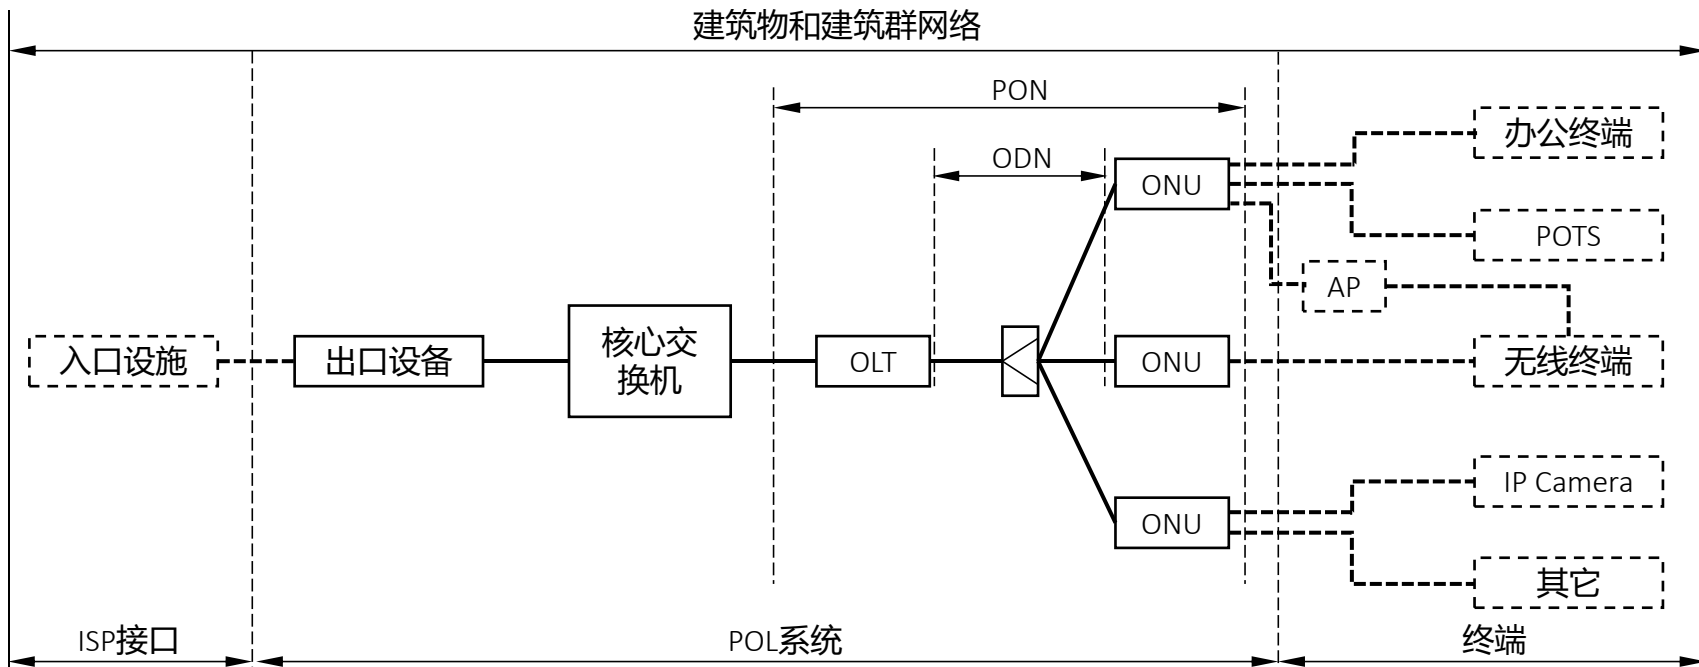 建筑物和建筑群网络
PON
ODN
办公终端
ONU
POTS
AP
入口设施
出口设备
核心交
换机
OLT
ONU
无线终端
IP Camera
ONU
其它
ISP接口
POL系统
终端